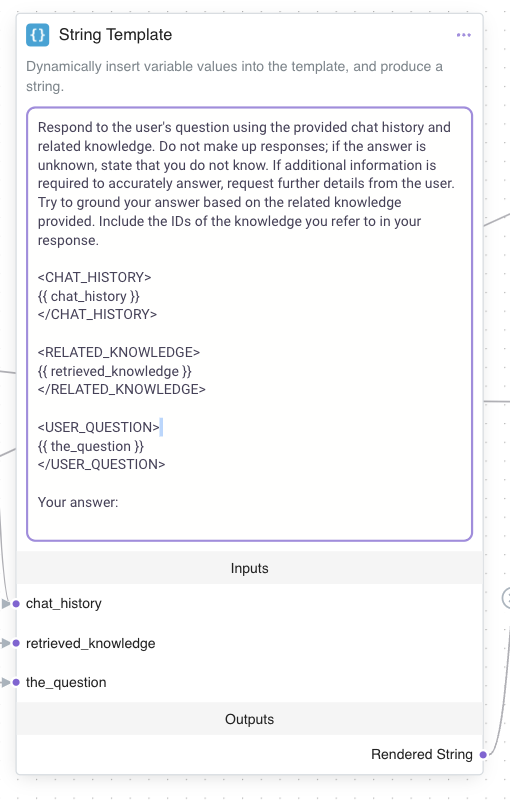 {} String Template
Dynamically insert variable values into the template, and produce a
string.
Respond to the user's question using the provided chat history and
related knowledge. Do not make up responses; if the answer is
unknown, state that you do not know. If additional information is
required to accurately answer, request further details from the user.
Try to ground your answer based on the related knowledge
provided. Include the IDs of the knowledge you refer to in your
response.
<CHAT_HISTORY>
{{ chat_history }}
</CHAT_HISTORY>
<RELATED_KNOWLEDGE>
{{ retrieved_knowledge }}
</RELATED_KNOWLEDGE>
<USER_QUESTION>
{{ the_question }}
</USER_QUESTION>
Your answer:
Inputs
chat_history
retrieved_knowledge
the_question
Outputs
Rendered String